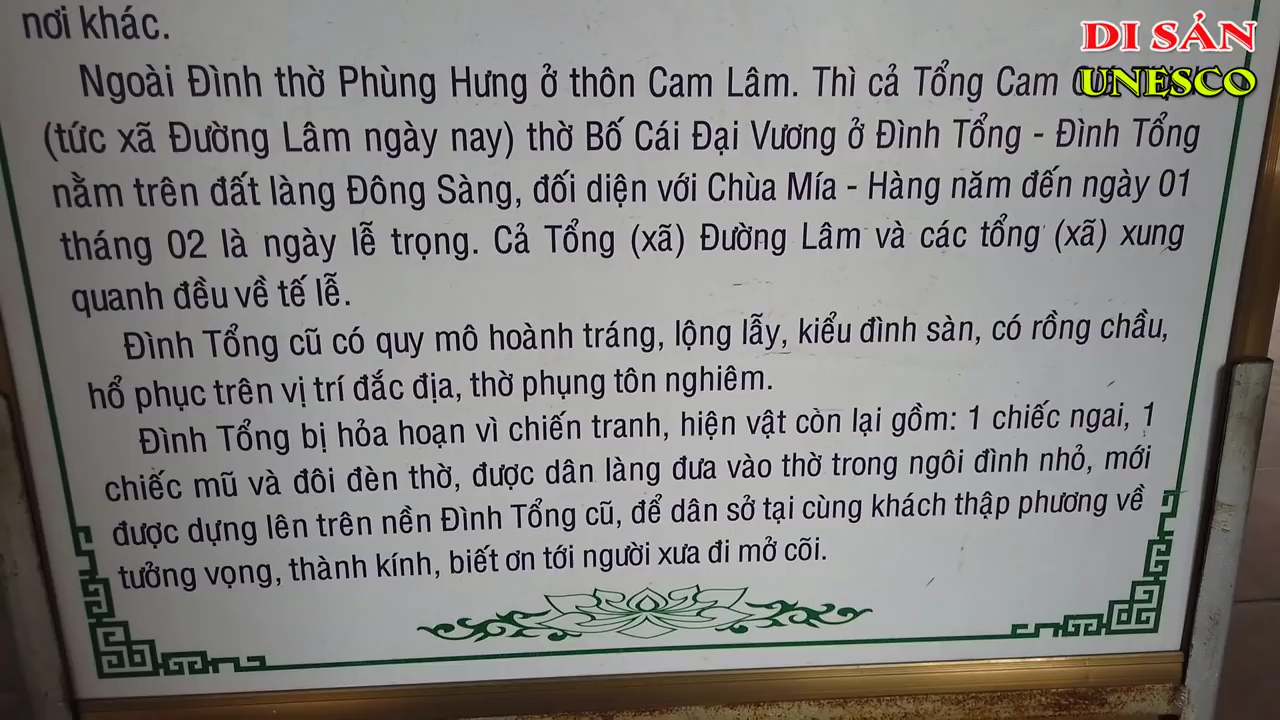 nơi khác.
Ngoài Đình thờ Phùng Hưng ở thôn Cam Lâm. Thì cả Tổng Cam
(tức xã Đường Lâm ngày nay) thờ Bố Cái Đại Vương ở Đình Tổng - Đình Tổng
nằm trên đất làng Đông Sàng, đối diện với Chùa Mía - Hàng năm đến ngày 01
tháng 02 là ngày lễ trọng. Cả Tổng (xã) Đường Lâm và các tổng (xã) xung
quanh đều về tế lễ.
Đình Tổng cũ có quy mô hoành tráng, lộng lẫy, kiểu đình sàn, có rồng chầu,
hổ phục trên vị trí đắc địa, thờ phụng tôn nghiêm.
Đình Tổng bị hỏa hoạn vì chiến tranh, hiện vật còn lại gồm: 1 chiếc ngai, 1
chiếc mũ và đôi đèn thờ, được dân làng đưa vào thờ trong ngôi đình nhỏ, mới
được dựng lên trên nền Đình Tổng cũ, để dân sở tại cùng khách thập phương về
tưởng vọng, thành kính, biết ơn tới người xưa đi mở cõi.
DI SẢN
UNESCO